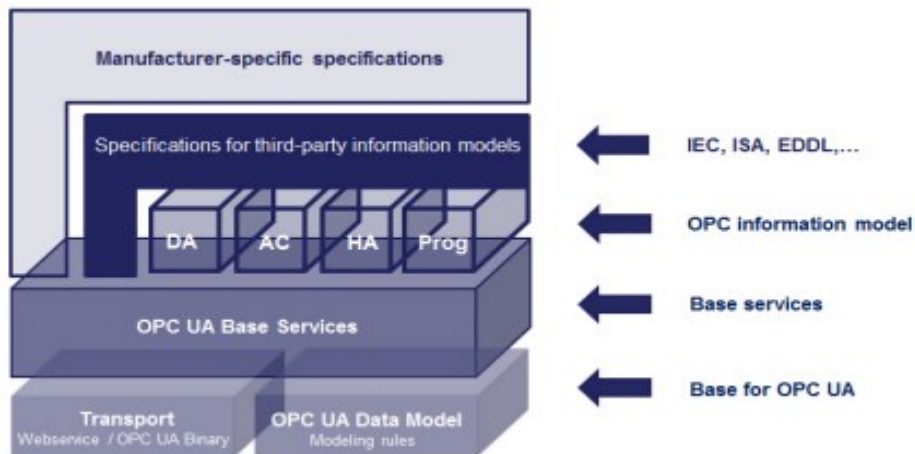 Manufacturer-specific specifications
Specifications for third-party information models
IEC, ISA, EDDL,...
DA AC HA Prog
OPC information model
OPC UA Base Services
Base services
Transport
Webservice / OPC UA Binary
OPC UA Data Model
Modeling rules
Base for OPC UA